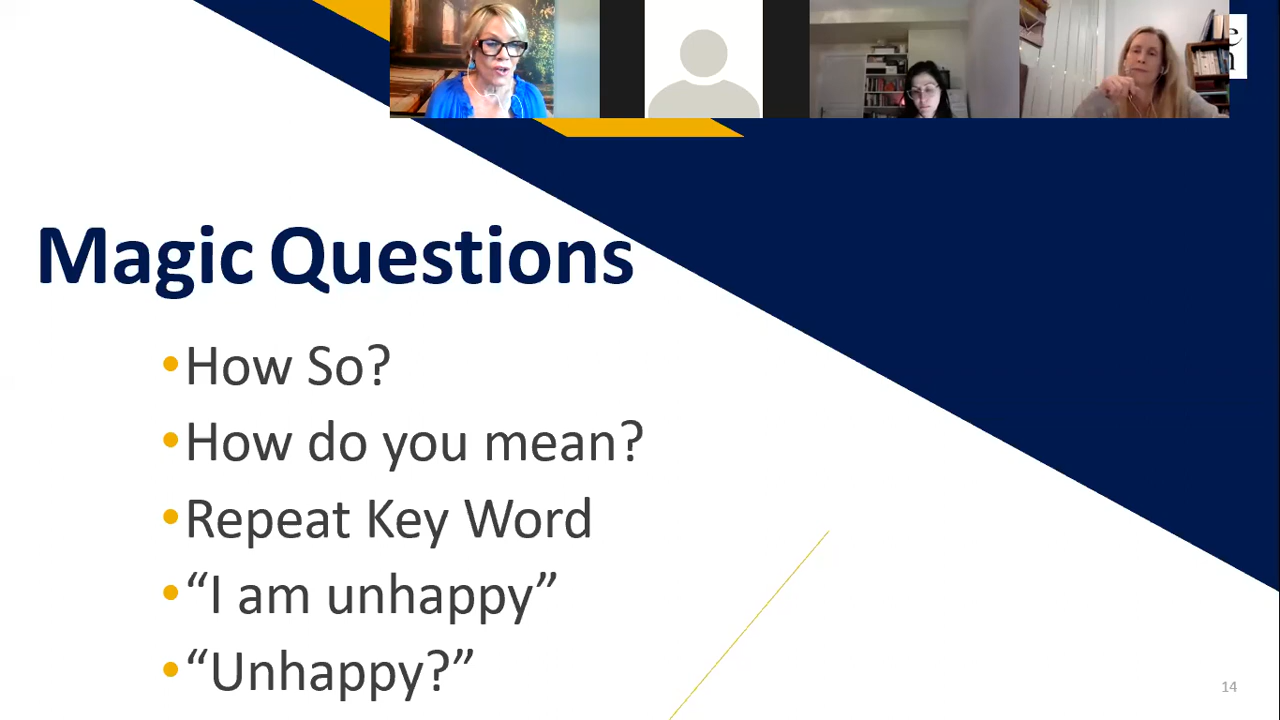 Magic Questions
•How So?
•How do you mean?
•Repeat Key Word
•“I am unhappy”
•“Unhappy?”
14